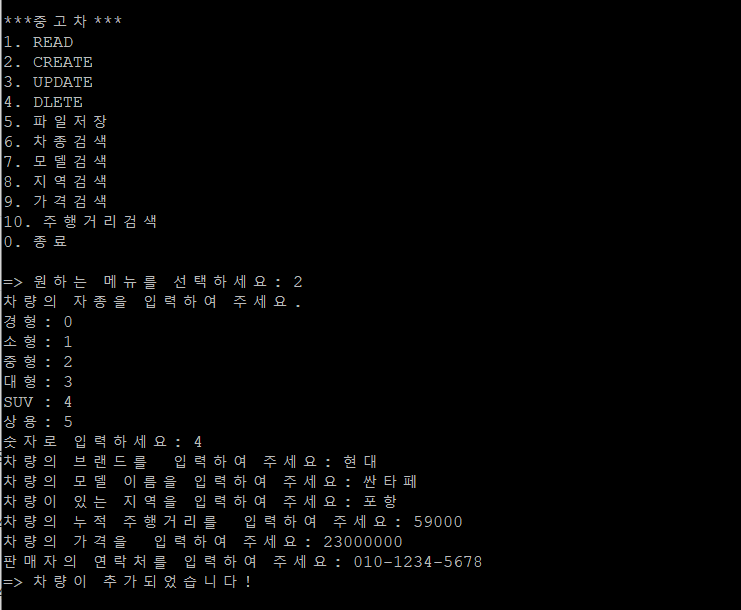 ***중고차***
1. READ
2. CREATE
3. UPDATE
4. DLETE
5. 파일저장
6. 차종검색
7. 모델검색
8. 지역검색
9. 가격검색
10. 주행거리검색
0. 종료
=> 원하는 메뉴를 선택하세요: 2
차량의 자종을 입력하여 주세요.
경형: 0
소형: 1
중형: 2
대형: 3
SUV : 4
상용: 5
숫자로 입력하세요: 4
차량의 브랜드를 입력하여 주세요: 현대
차량의 모델 이름을 입력하여 주세요: 싼타페
차량이 있는 지역을 입력하여 주세요: 포항
차량의 누적 주행거리를 입력하여 주세요: 59000
차량의 가격을 입력하여 주세요: 23000000
판매자의 연락처를 입력하여 주세요: 010-1234-5678
=> 차량이 추가되었습니다!